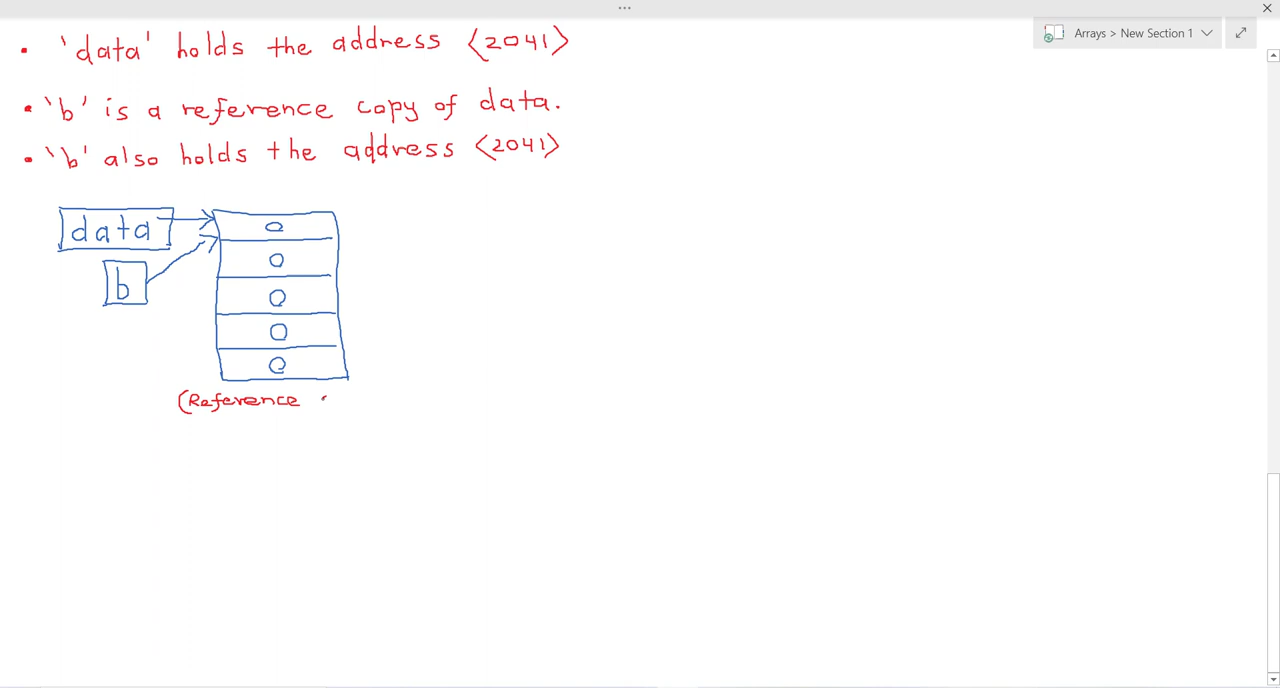 Arrays > New Section 1
• 'data' holds the address <2041>
• 'b' is a reference copy of data.
• 'b' also holds the address <2041>
data
b
0
0
0
0
0
(Reference